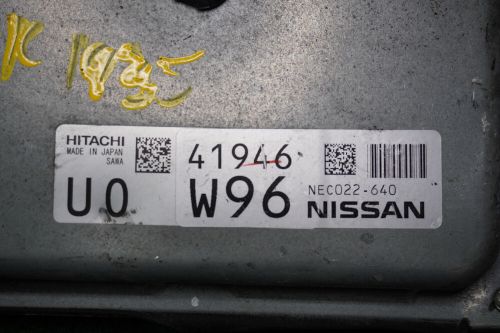 HITACHI
MADE IN JAPAN
SAWA
U0
41946
W96
NEC022-640
NISSAN